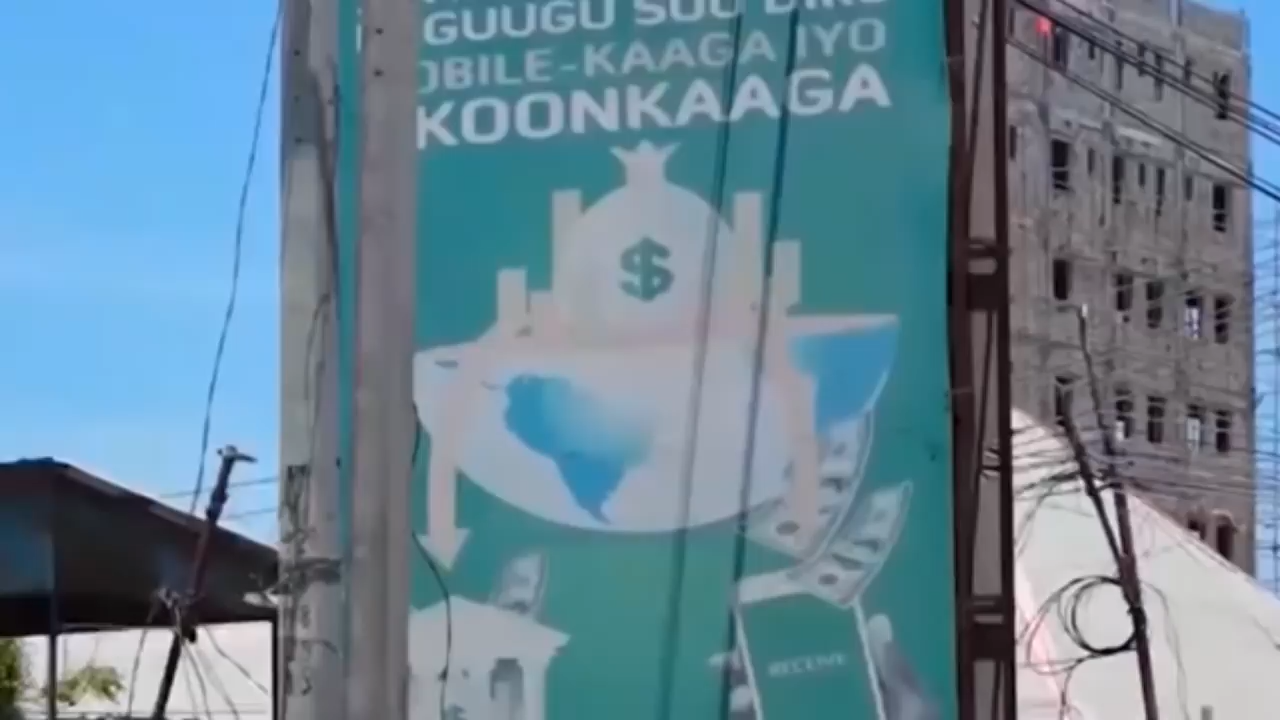 GUUGU SOO DIRO
OBILE-KAAGA IYO
KOONKAAGA
$
RECEIVE
$